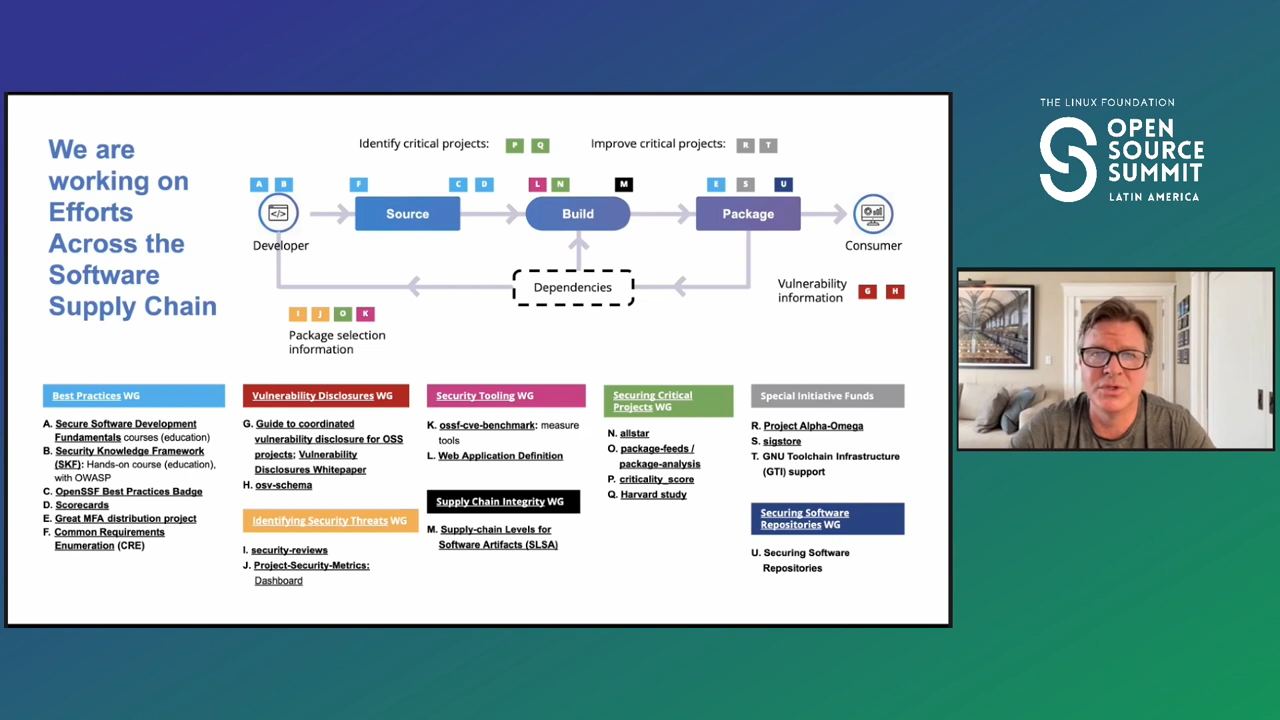 THE LINUX FOUNDATION
OPEN
SOURCE
SUMMIT
LATIN AMERICA
We are
working on
Efforts
Across the
Software
Supply Chain
Identify critical projects: P Q
Improve critical projects: R T
A B F C D L N M E S U
</>
Developer
Source
Build
Package
Consumer
Dependencies
Vulnerability
information
G H
I J O K
Package selection
information
Best Practices WG
A. Secure Software Development
Fundamentals courses (education)
B. Security Knowledge Framework
(SKF): Hands-on course (education),
with OWASP
C. OpenSSF Best Practices Badge
D. Scorecards
E. Great MFA distribution project
F. Common Requirements
Enumeration (CRE)
Vulnerability Disclosures WG
G. Guide to coordinated
vulnerability disclosure for OSS
projects; Vulnerability
Disclosures Whitepaper
H. osv-schema
Identifying Security Threats WG
I. security-reviews
J. Project-Security-Metrics:
Dashboard
Security Tooling WG
K. ossf-cve-benchmark: measure
tools
L. Web Application Definition
Supply Chain Integrity WG
M. Supply-chain Levels for
Software Artifacts (SLSA)
Securing Critical
Projects WG
N. allstar
O. package-feeds /
package-analysis
P. criticality_score
Q. Harvard study
Special Initiative Funds
R. Project Alpha-Omega
S. sigstore
T. GNU Toolchain Infrastructure
(GTI) support
Securing Software
Repositories WG
U. Securing Software
Repositories